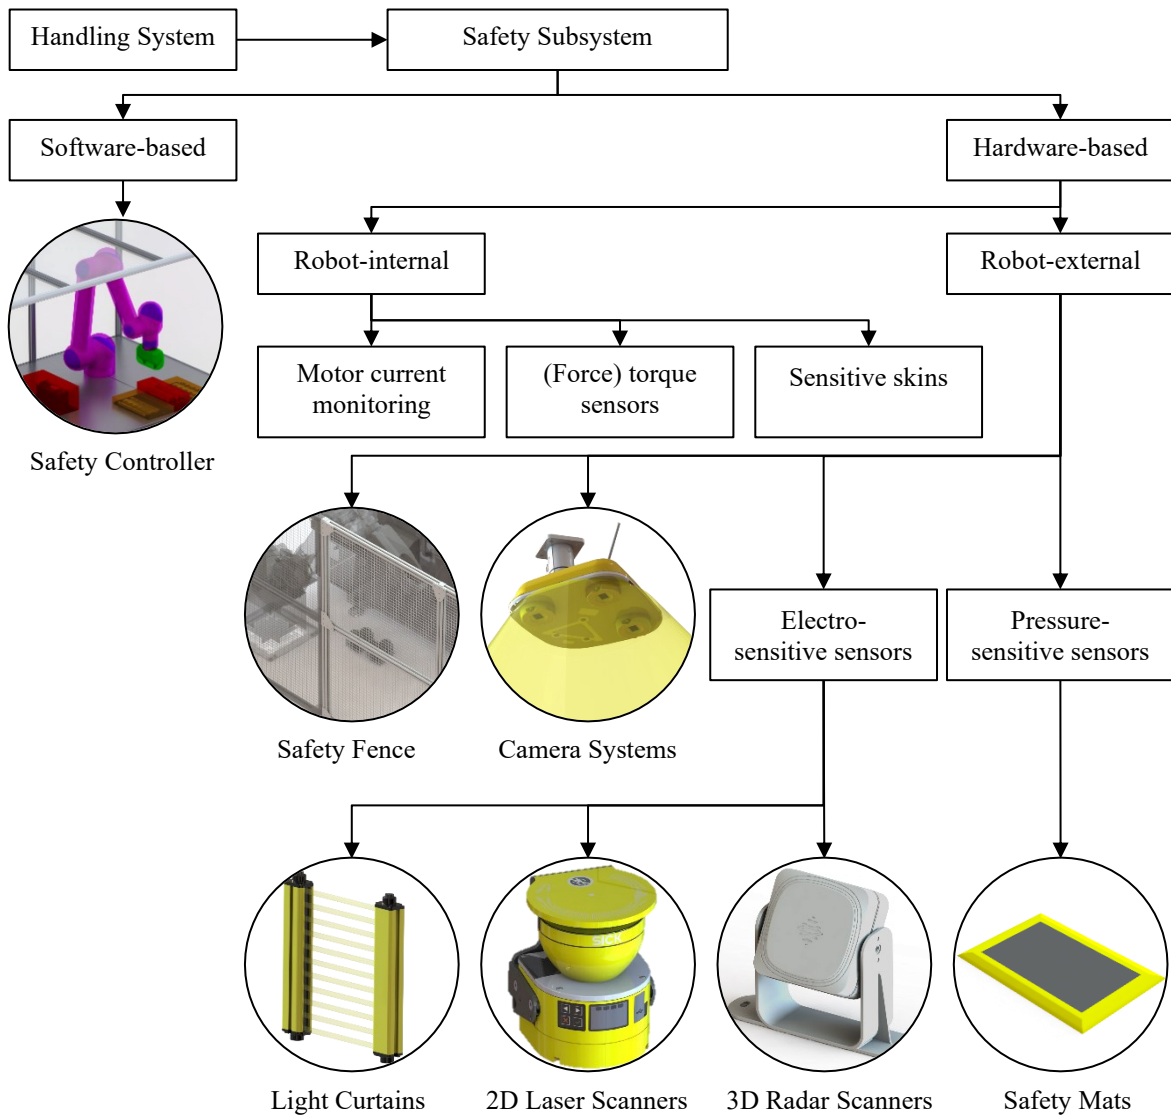 Handling System
Safety Subsystem
Software-based
Hardware-based
Robot-internal
Robot-external
Motor current
monitoring
(Force) torque
sensors
Sensitive skins
Safety Controller
Electro-
sensitive sensors
Pressure-
sensitive sensors
Safety Fence
Camera Systems
SICK
Light Curtains
2D Laser Scanners
3D Radar Scanners
Safety Mats